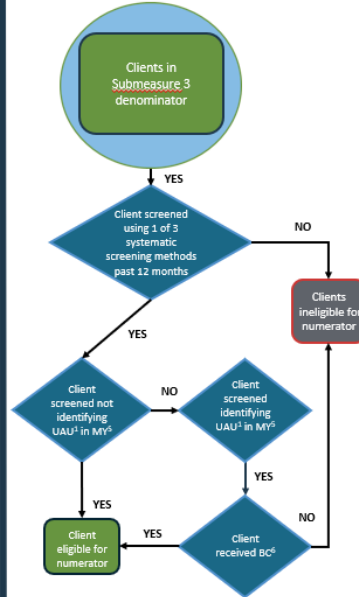 Clients in
Submeasure 3
denominator
YES
Client screened
using 1 of 3
systematic
screening methods
past 12 months
NO
Clients
ineligible for
numerator
YES
Client
screened not
identifying
UAU¹ in MY⁵
NO
Client
screened
identifying
UAU¹ in MY⁵
YES
YES
Client
eligible for
numerator
YES
Client
received BC⁶
NO